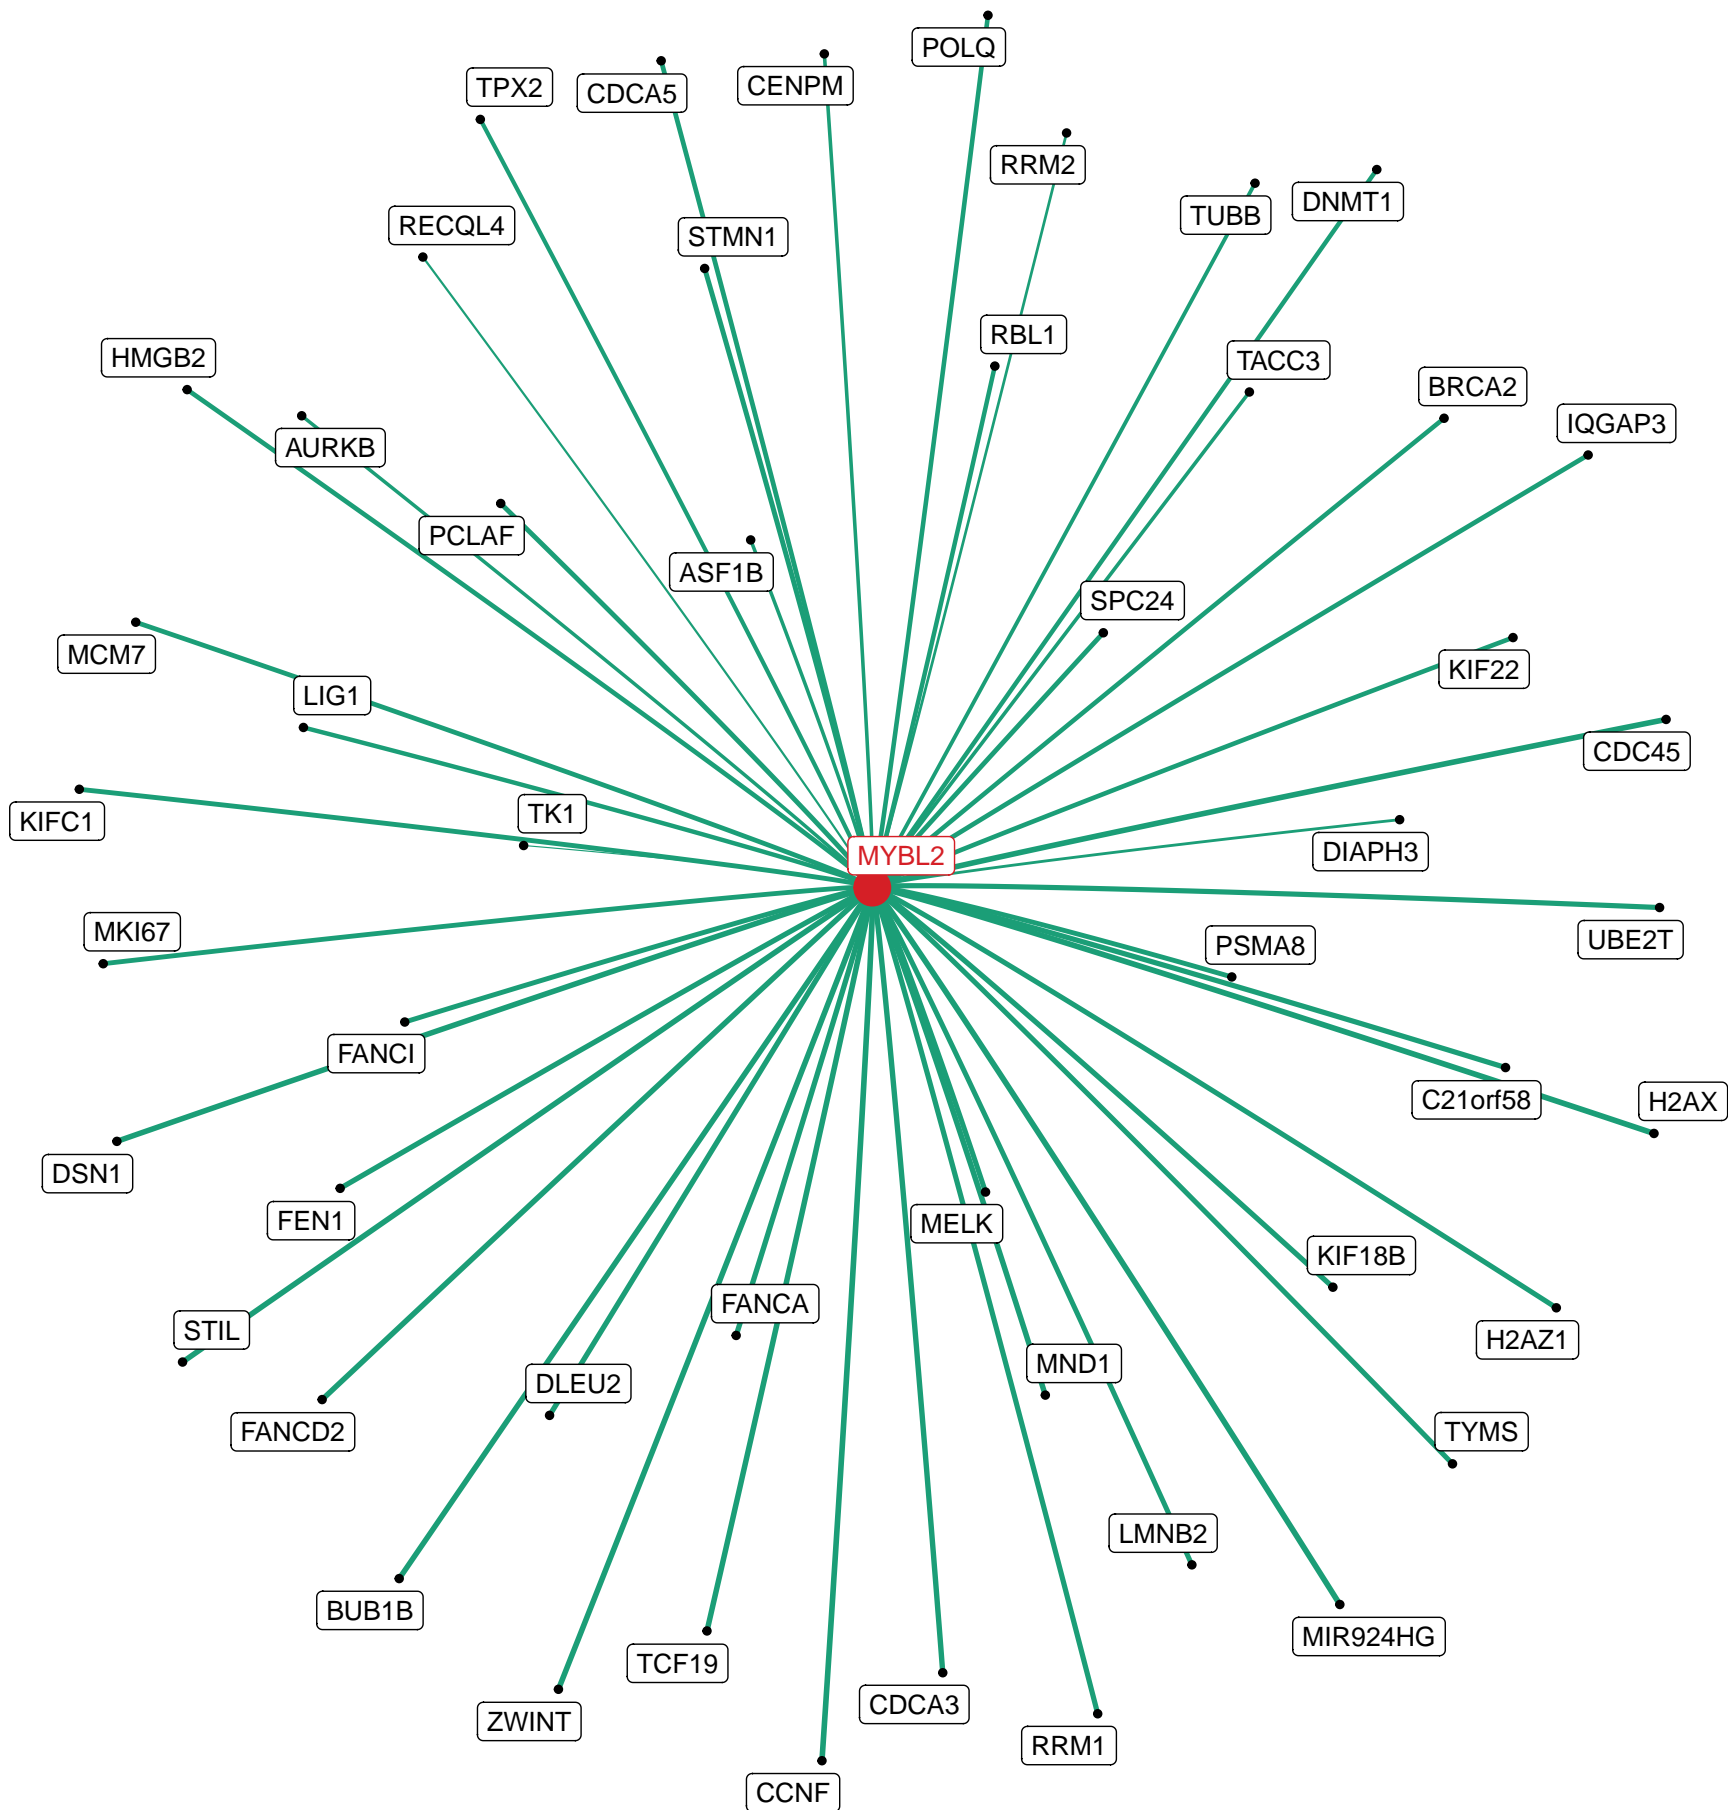 POLQ
TPX2
CDCA5
CENPM
RRM2
DNMT1
TUBB
RECQL4
STMN1
RBL1
HMGB2
TACC3
BRCA2
IQGAP3
AURKB
PCLAF
ASF1B
SPC24
MCM7
KIF22
LIG1
CDC45
TK1
KIFC1
DIAPH3
MYBL2
MKI67
UBE2T
PSMA8
FANCI
C21orf58
H2AX
DSN1
FEN1
MELK
KIF18B
FANCA
STIL
H2AZ1
MND1
DLEU2
FANCD2
TYMS
LMNB2
BUB1B
MIR924HG
TCF19
CDCA3
ZWINT
RRM1
CCNF